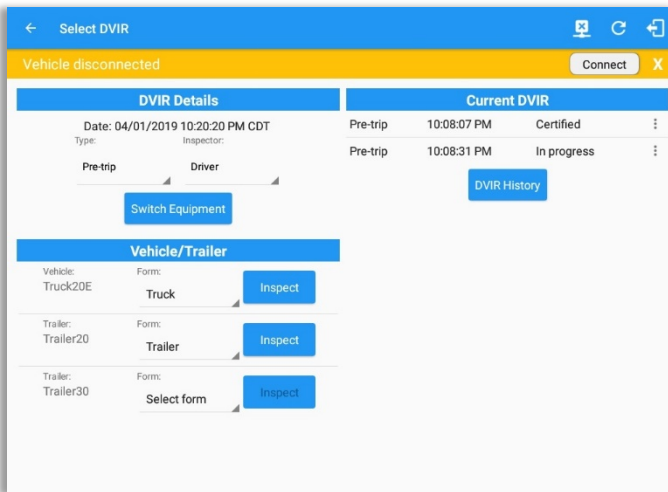 Select DVIR
Vehicle disconnected
Connect
X
DVIR Details
Date: 04/01/2019 10:20:20 PM CDT
Type: Inspector:
Pre-trip Driver
Switch Equipment
Vehicle/Trailer
Vehicle: Form:
Truck20E Truck Inspect
Trailer: Form:
Trailer20 Trailer Inspect
Trailer: Form:
Trailer30 Select form Inspect
Current DVIR
Pre-trip 10:08:07 PM Certified
Pre-trip 10:08:31 PM In progress
DVIR History